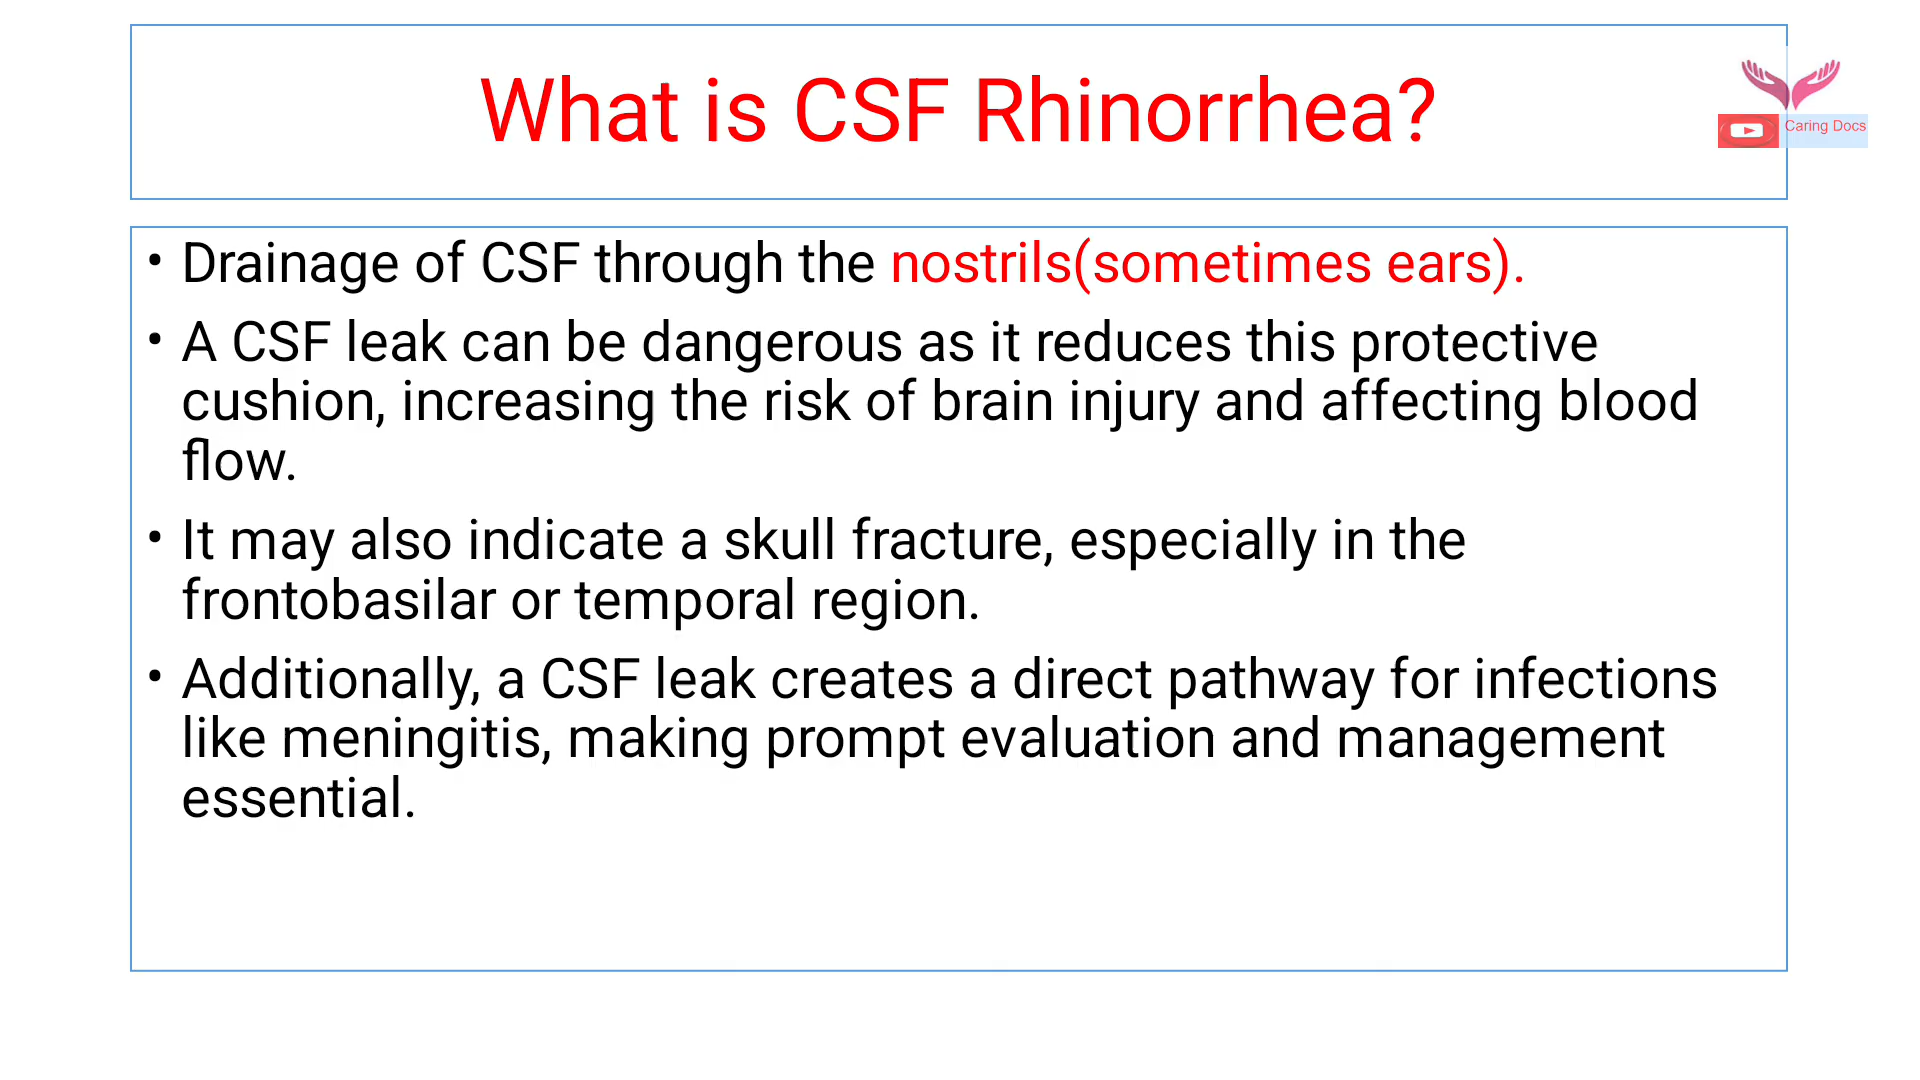 What is CSF Rhinorrhea?
Caring Docs
• Drainage of CSF through the nostrils(sometimes ears).
• A CSF leak can be dangerous as it reduces this protective
cushion, increasing the risk of brain injury and affecting blood
flow.
• It may also indicate a skull fracture, especially in the
frontobasilar or temporal region.
• Additionally, a CSF leak creates a direct pathway for infections
like meningitis, making prompt evaluation and management
essential.